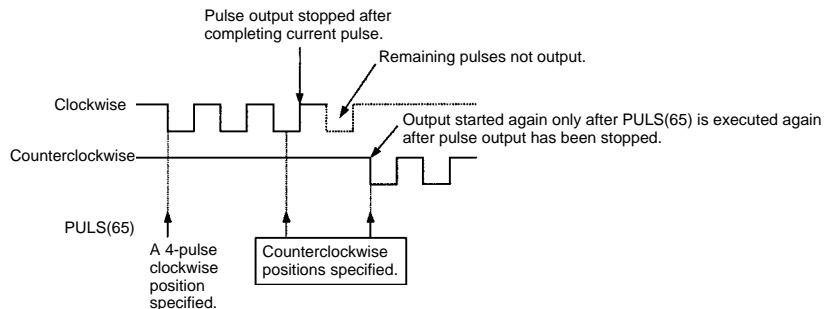 Pulse output stopped after
completing current pulse.
Remaining pulses not output.
Clockwise
Output started again only after PULS(65) is executed again
after pulse output has been stopped.
Counterclockwise
PULS(65)
A 4-pulse
clockwise
position
specified.
Counterclockwise
positions specified.